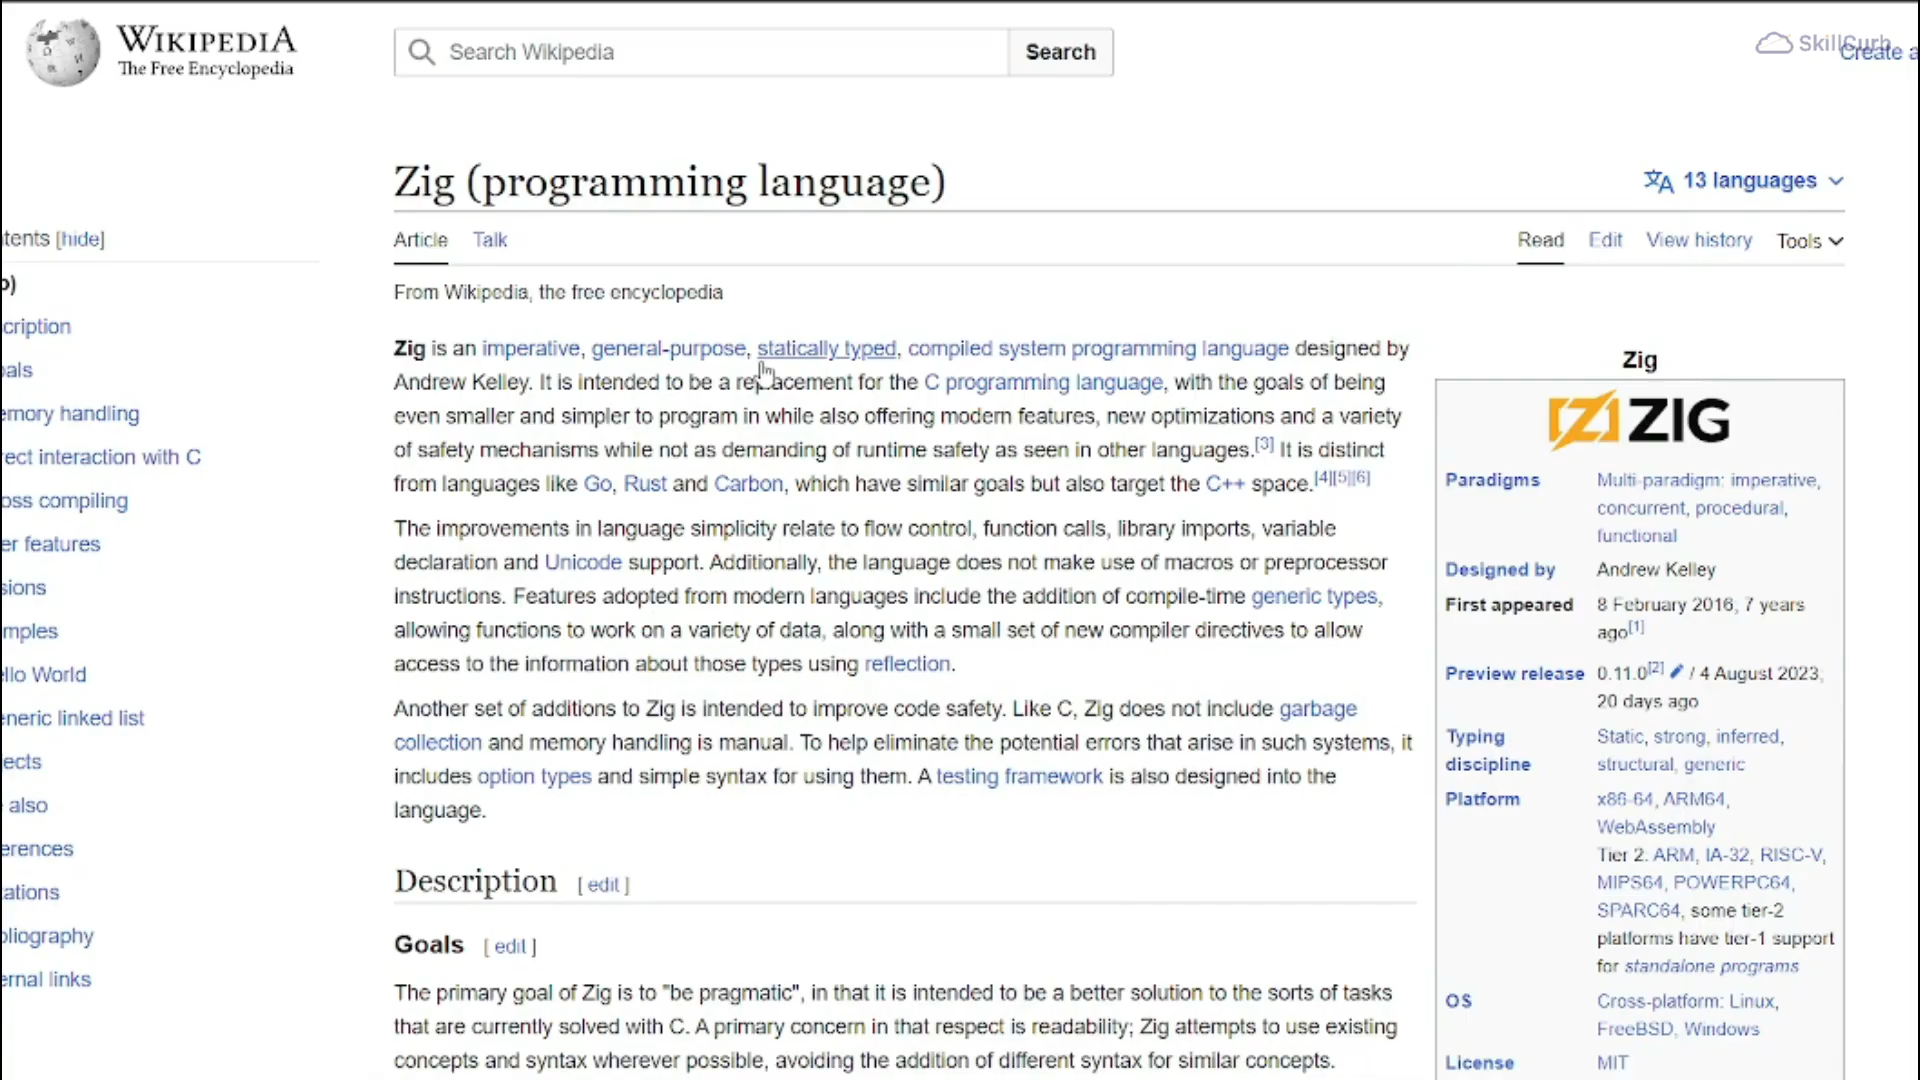 WIKIPEDIA
The Free Encyclopedia
Search Wikipedia
Search
SkillCurb
Create a
Zig (programming language)
13 languages
tents [hide]
Article
Talk
Read
Edit
View history
Tools
From Wikipedia, the free encyclopedia
cription
als
emory handling
rect interaction with C
oss compiling
er features
sions
mples
llo World
eneric linked list
ects
also
erences
ations
bliography
ernal links
Zig is an imperative, general-purpose, statically typed, compiled system programming language designed by
Andrew Kelley. It is intended to be a replacement for the C programming language, with the goals of being
even smaller and simpler to program in while also offering modern features, new optimizations and a variety
of safety mechanisms while not as demanding of runtime safety as seen in other languages.[3] It is distinct
from languages like Go, Rust and Carbon, which have similar goals but also target the C++ space.[4][5][6]
The improvements in language simplicity relate to flow control, function calls, library imports, variable
declaration and Unicode support. Additionally, the language does not make use of macros or preprocessor
instructions. Features adopted from modern languages include the addition of compile-time generic types,
allowing functions to work on a variety of data, along with a small set of new compiler directives to allow
access to the information about those types using reflection.
Another set of additions to Zig is intended to improve code safety. Like C, Zig does not include garbage
collection and memory handling is manual. To help eliminate the potential errors that arise in such systems, it
includes option types and simple syntax for using them. A testing framework is also designed into the
language.
Description [ edit ]
Goals [ edit ]
The primary goal of Zig is to "be pragmatic", in that it is intended to be a better solution to the sorts of tasks
that are currently solved with C. A primary concern in that respect is readability; Zig attempts to use existing
concepts and syntax wherever possible, avoiding the addition of different syntax for similar concepts.
Zig
ZIG
Paradigms Multi-paradigm: imperative,
concurrent, procedural,
functional
Designed by Andrew Kelley
First appeared 8 February 2016; 7 years
ago[1]
Preview release 0.11.0[2] / 4 August 2023;
20 days ago
Typing Static, strong, inferred,
discipline structural, generic
Platform x86-64, ARM64,
WebAssembly
Tier 2: ARM, IA-32, RISC-V,
MIPS64, POWERPC64,
SPARC64, some tier-2
platforms have tier-1 support
for standalone programs
OS Cross-platform: Linux,
FreeBSD, Windows
License MIT